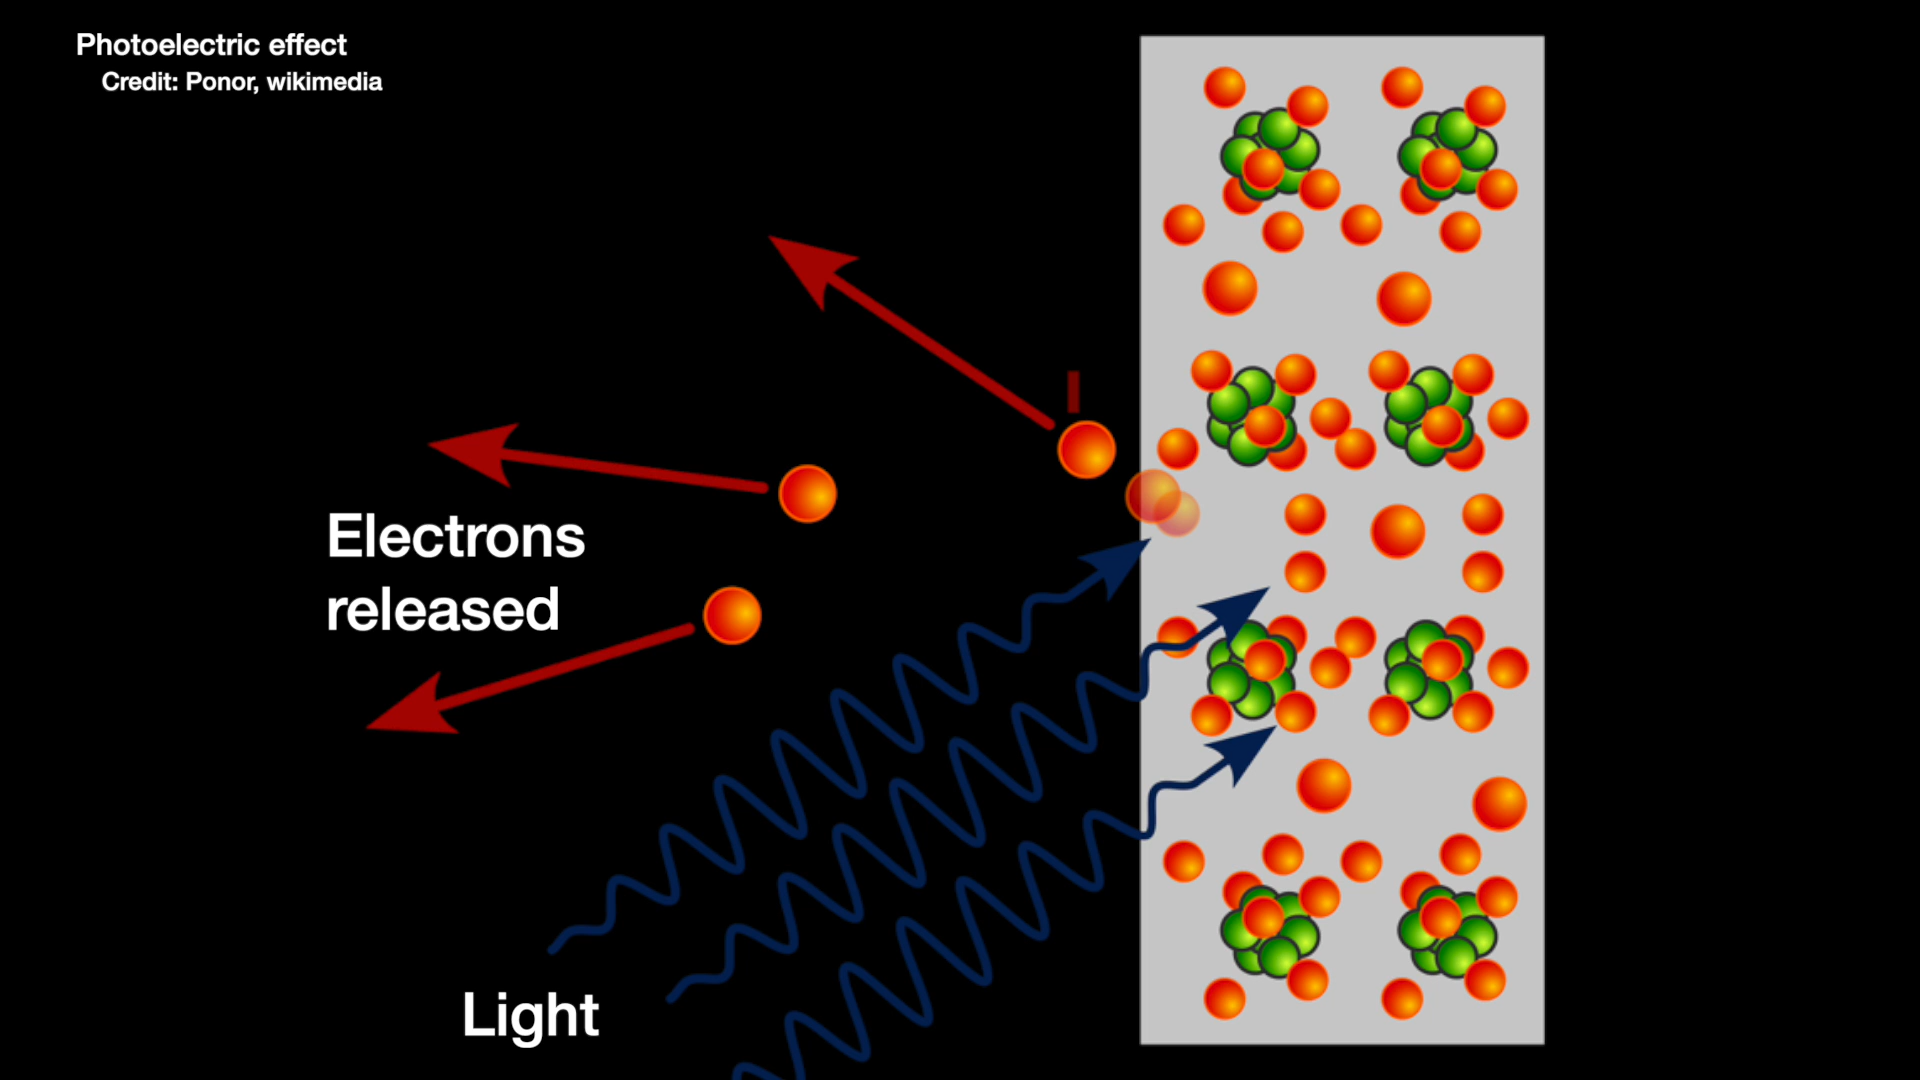 Photoelectric effect
Credit: Ponor, wikimedia
Electrons
released
Light